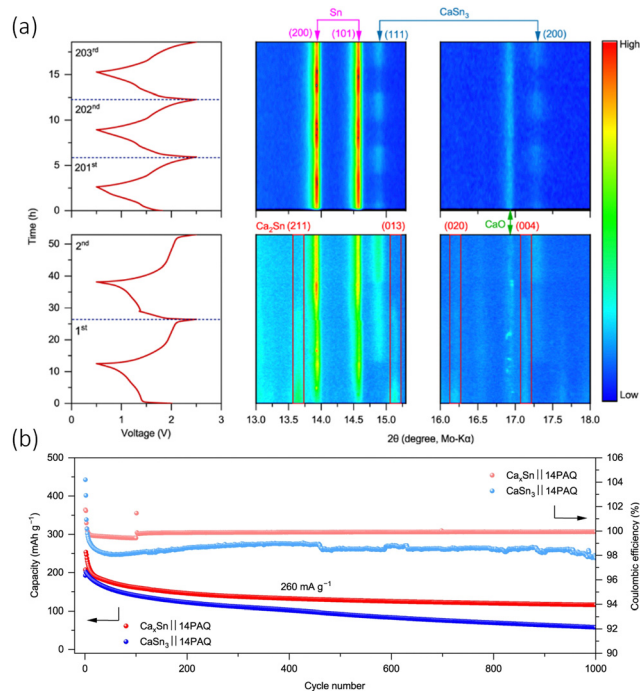 (a)
Sn
CaSn₃
(200)
(101)
(111)
(200)
203ʳᵈ
202ⁿᵈ
201ˢᵗ
15
10
5
0
Time (h)
High
Low
Ca₂Sn (211)
(013)
(020)
CaO
(004)
2ⁿᵈ
1ˢᵗ
50
40
30
20
10
0
0 1 2 3
Voltage (V)
13.0 13.5 14.0 14.5 15.0
16.0 16.5 17.0 17.5 18.0
2θ (degree, Mo-Kα)
(b)
500
400
300
200
100
0
Capacity (mAh g⁻¹)
106
104
102
100
98
96
94
92
90
Coulombic efficiency (%)
CaₓSn||14PAQ
CaSn₃||14PAQ
260 mA g⁻¹
CaₓSn||14PAQ
CaSn₃||14PAQ
0 200 400 600 800 1000
Cycle number